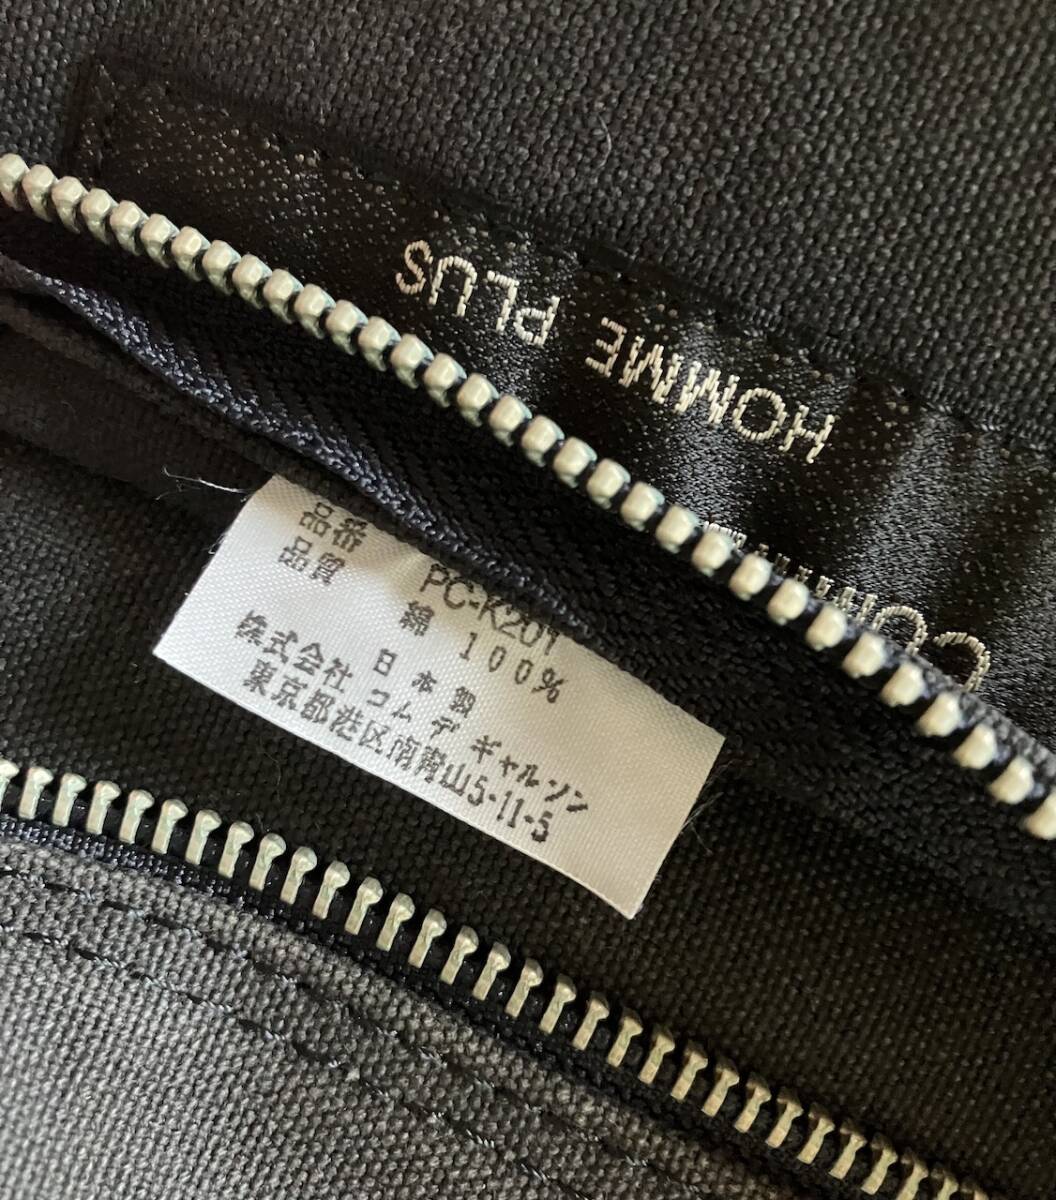 HOMME PLUS
品番 PC-K201
品質 綿 100%
日本製
株式会社 コム デ ギャルソン
東京都港区南青山5-11-5